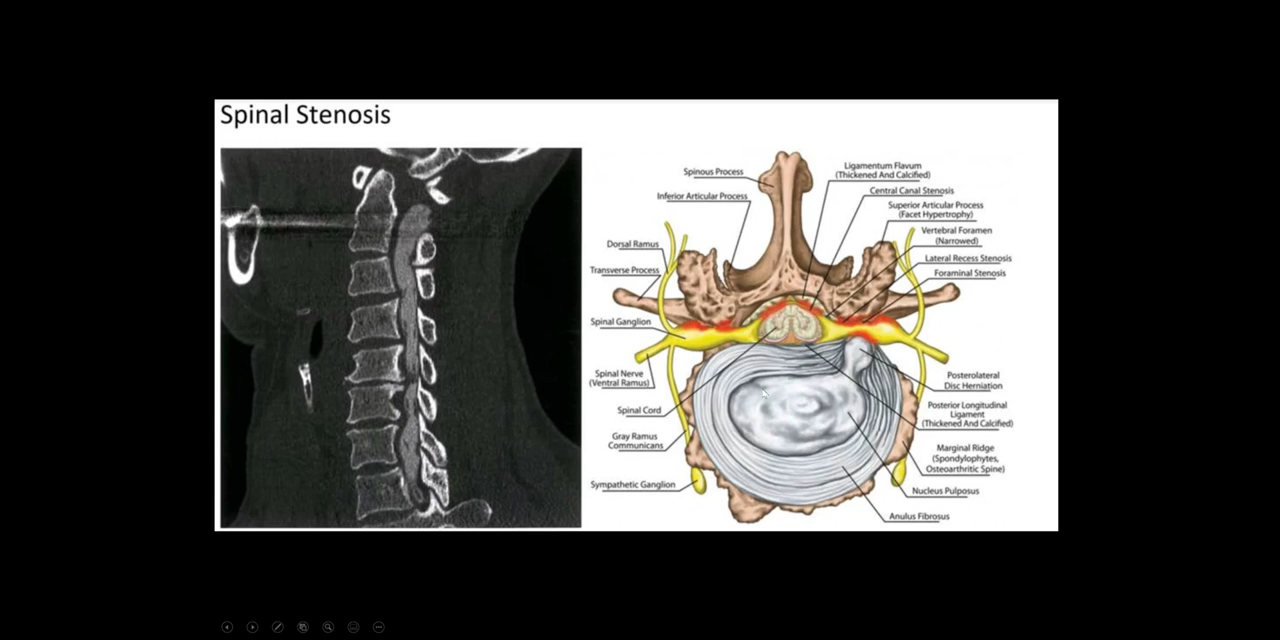 Spinal Stenosis
Spinous Process
Inferior Articular Process
Dorsal Ramus
Transverse Process
Spinal Ganglion
Spinal Nerve
(Ventral Ramus)
Spinal Cord
Gray Ramus
Communicans
Sympathetic Ganglion
Ligamentum Flavum
(Thickened And Calcified)
Central Canal Stenosis
Superior Articular Process
(Facet Hypertrophy)
Vertebral Foramen
(Narrowed)
Lateral Recess Stenosis
Foraminal Stenosis
Posterolateral
Disc Herniation
Posterior Longitudinal
Ligament
(Thickened And Calcified)
Marginal Ridge
(Spondylophytes,
Osteoarthritic Spine)
Nucleus Pulposus
Anulus Fibrosus